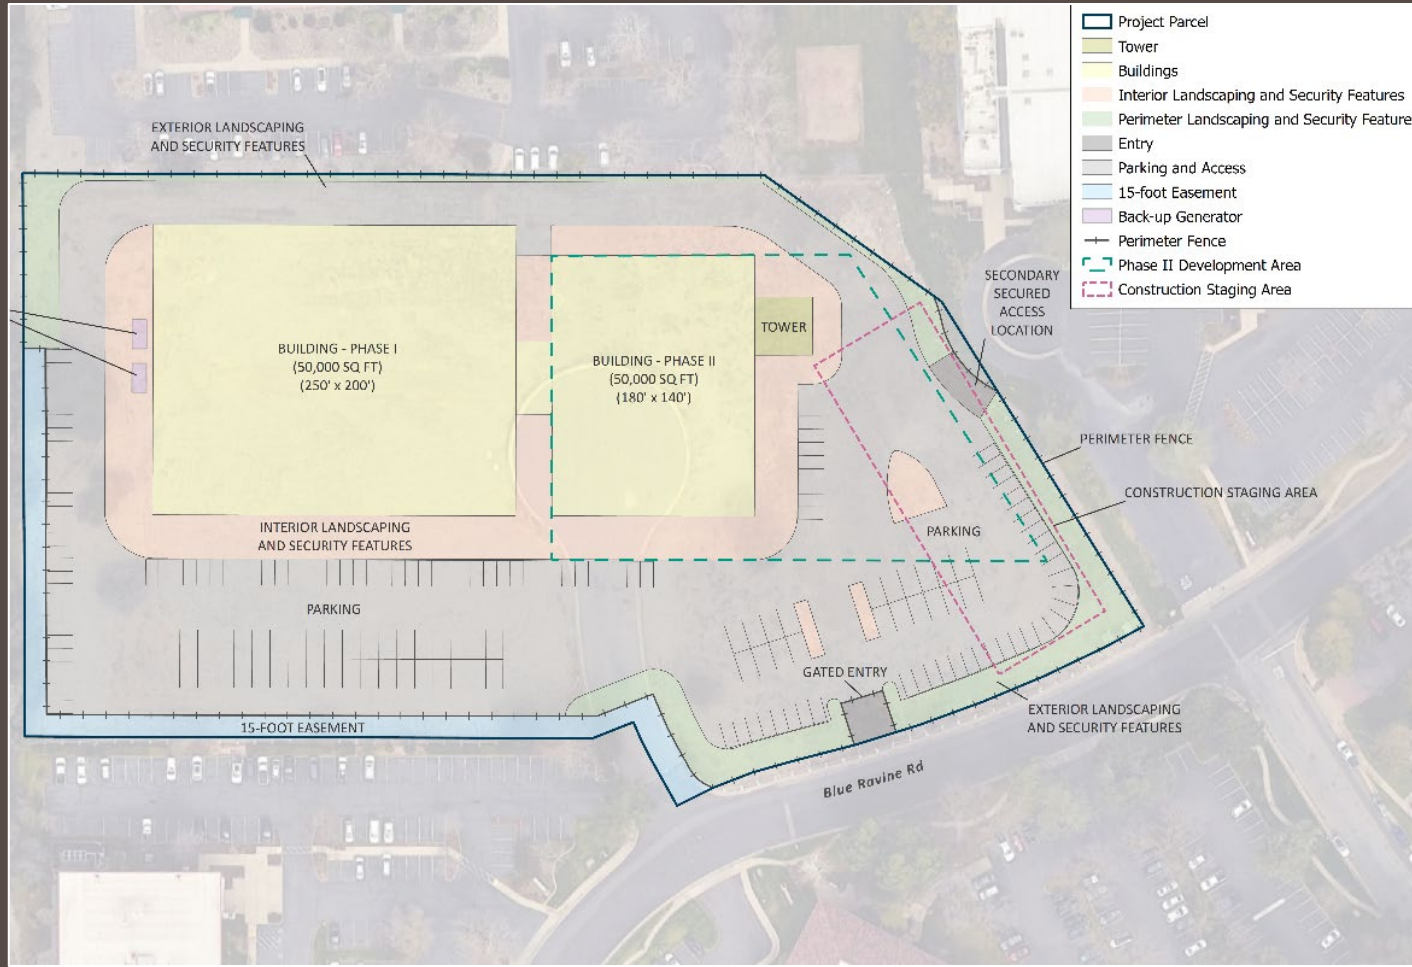 Project Parcel
Tower
Buildings
Interior Landscaping and Security Features
Perimeter Landscaping and Security Feature
Entry
Parking and Access
15-foot Easement
Back-up Generator
Perimeter Fence
Phase II Development Area
Construction Staging Area
EXTERIOR LANDSCAPING
AND SECURITY FEATURES
SECONDARY
SECURED
ACCESS
LOCATION
TOWER
BUILDING - PHASE I
(50,000 SQ FT)
(250' x 200')
BUILDING - PHASE II
(50,000 SQ FT)
(180' x 140')
PERIMETER FENCE
CONSTRUCTION STAGING AREA
INTERIOR LANDSCAPING
AND SECURITY FEATURES
PARKING
PARKING
GATED ENTRY
EXTERIOR LANDSCAPING
AND SECURITY FEATURES
15-FOOT EASEMENT
Blue Ravine Rd